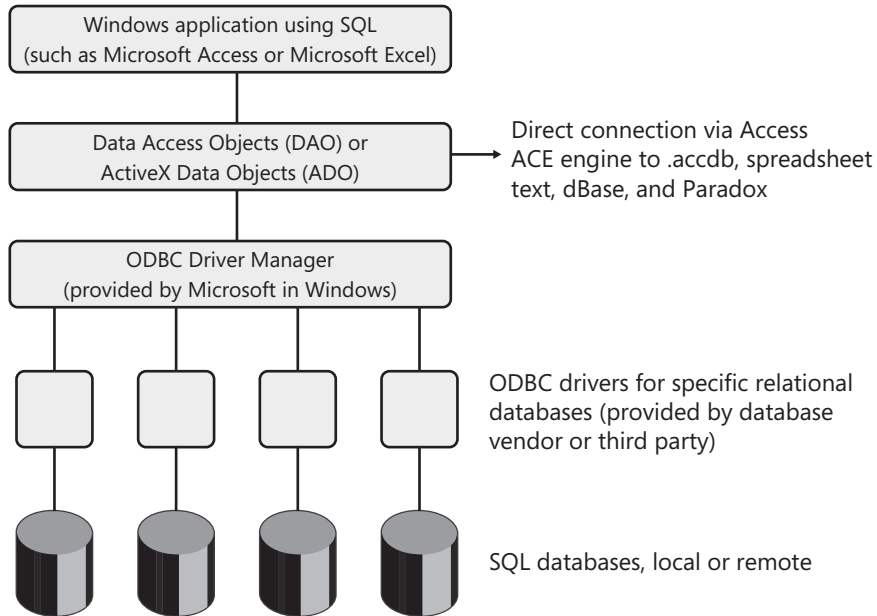 Windows application using SQL
(such as Microsoft Access or Microsoft Excel)
Data Access Objects (DAO) or
ActiveX Data Objects (ADO)
Direct connection via Access
ACE engine to .accdb, spreadsheet
text, dBase, and Paradox
ODBC Driver Manager
(provided by Microsoft in Windows)
ODBC drivers for specific relational
databases (provided by database
vendor or third party)
SQL databases, local or remote